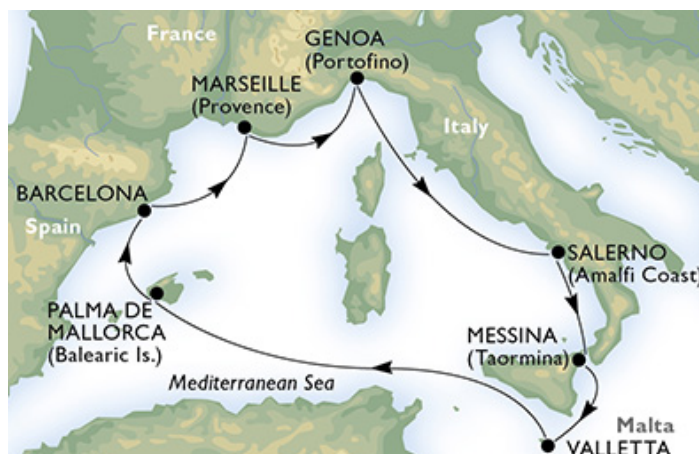 France
GENOA
(Portofino)
MARSEILLE
(Provence)
Italy
BARCELONA
Spain
SALERNO
(Amalfi Coast)
PALMA DE
MALLORCA
(Balearic Is.)
MESSINA
(Taormina)
Mediterranean Sea
Malta
VALLETTA